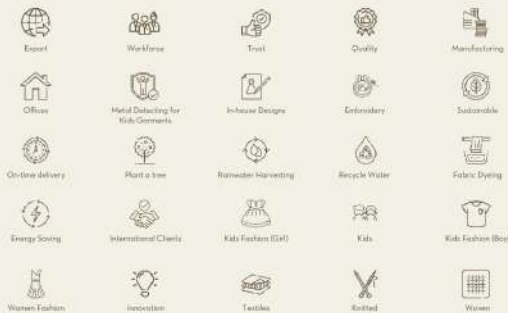 Export
Workforce
Trust
Quality
Manufacturing
Offices
Metal Detecting for
Kids Garments
In-house Designs
Embroidery
Sustainable
On-time delivery
Plant a tree
Rainwater Harvesting
Recycle Water
Fabric Dyeing
Energy Saving
International Clients
Kids Fashion (Girl)
Kids
Kids Fashion (Boy)
Women Fashion
Innovation
Textiles
Knitted
Woven